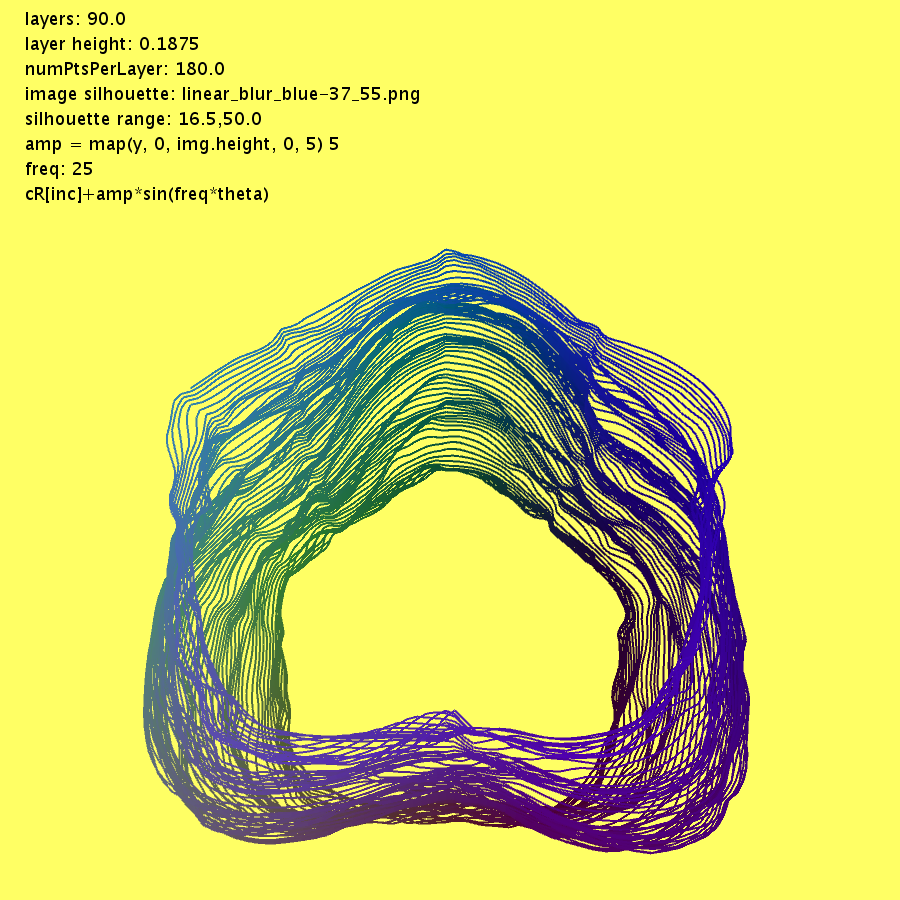 layers: 90.0
layer height: 0.1875
numPtsPerLayer: 180.0
image silhouette: linear_blur_blue-37_55.png
silhouette range: 16.5,50.0
amp = map(y, 0, img.height, 0, 5) 5
freq: 25
cR[inc]+amp*sin(freq*theta)